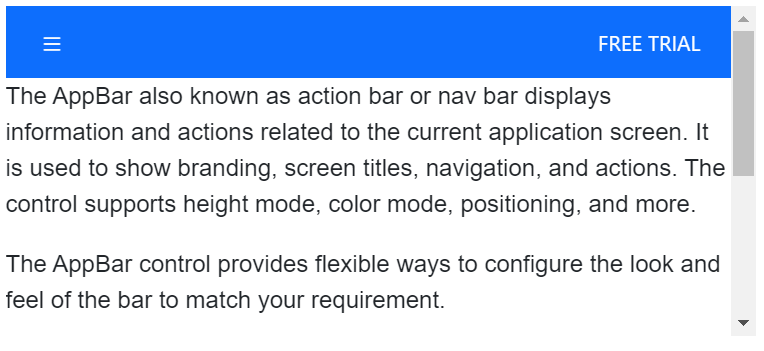 FREE TRIAL
The AppBar also known as action bar or nav bar displays
information and actions related to the current application screen. It
is used to show branding, screen titles, navigation, and actions. The
control supports height mode, color mode, positioning, and more.
The AppBar control provides flexible ways to configure the look and
feel of the bar to match your requirement.